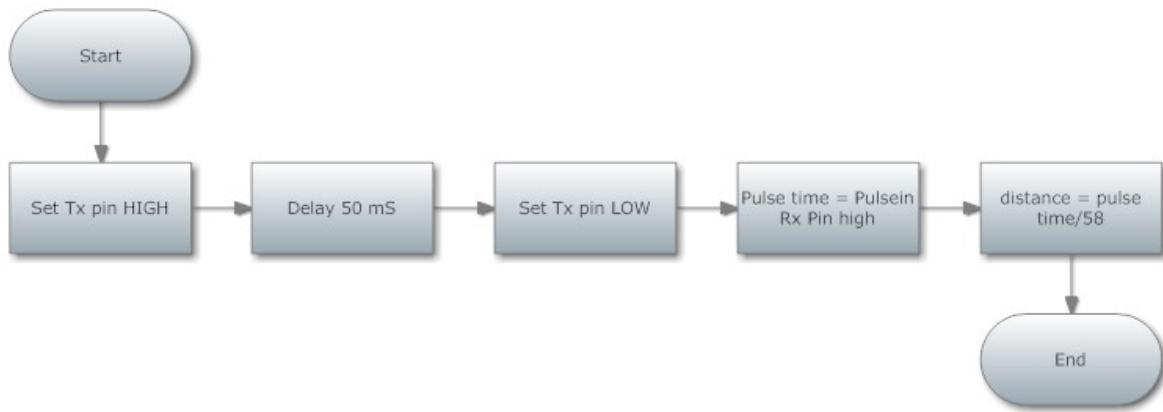 Start
Set Tx pin HIGH
Delay 50 mS
Set Tx pin LOW
Pulse time = Pulsein
Rx Pin high
distance = pulse
time/58
End